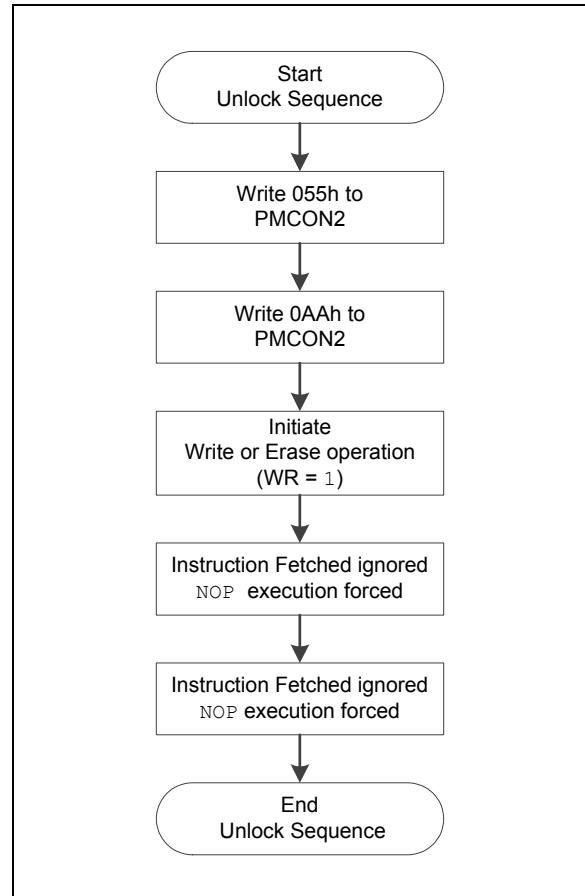 Start
Unlock Sequence
Write 055h to
PMCON2
Write 0AAh to
PMCON2
Initiate
Write or Erase operation
(WR = 1)
Instruction Fetched ignored
NOP execution forced
Instruction Fetched ignored
NOP execution forced
End
Unlock Sequence